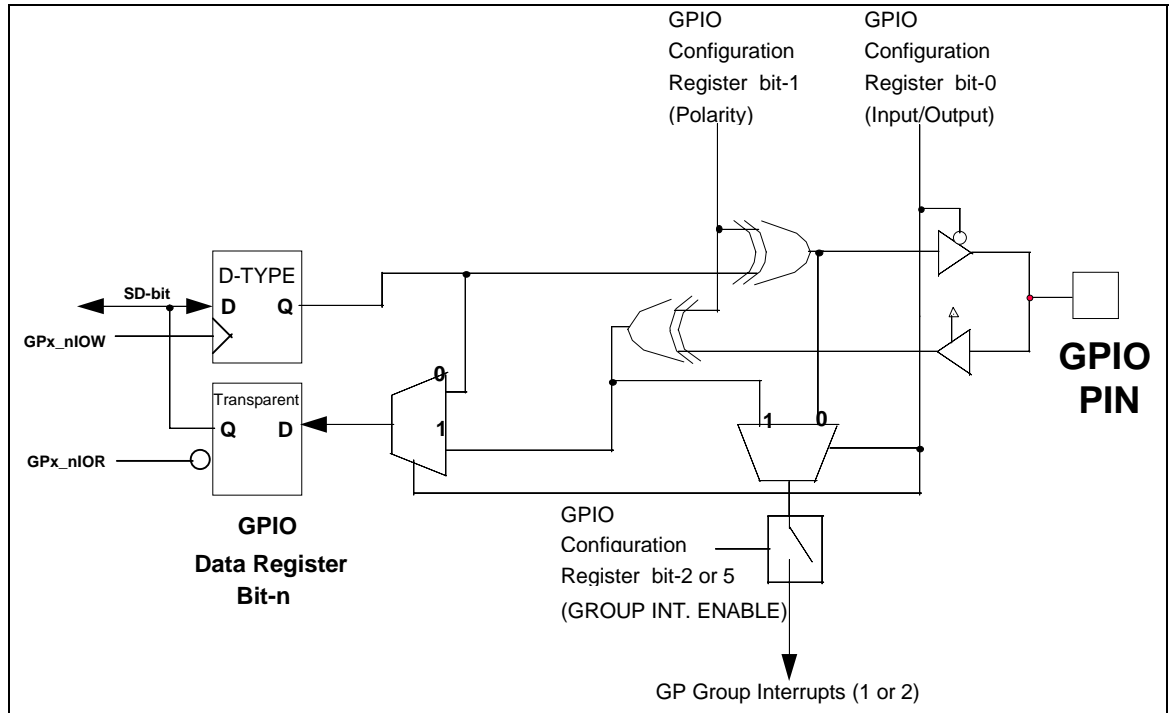 GPIO
Configuration
Register bit-1
(Polarity)
GPIO
Configuration
Register bit-0
(Input/Output)
D-TYPE
SD-bit
D Q
GPx_nIOW
0
1
Transparent
Q D
GPx_nIOR
1 0
GPIO
PIN
GPIO
Data Register
Bit-n
GPIO
Configuration
Register bit-2 or 5
(GROUP INT. ENABLE)
GP Group Interrupts (1 or 2)